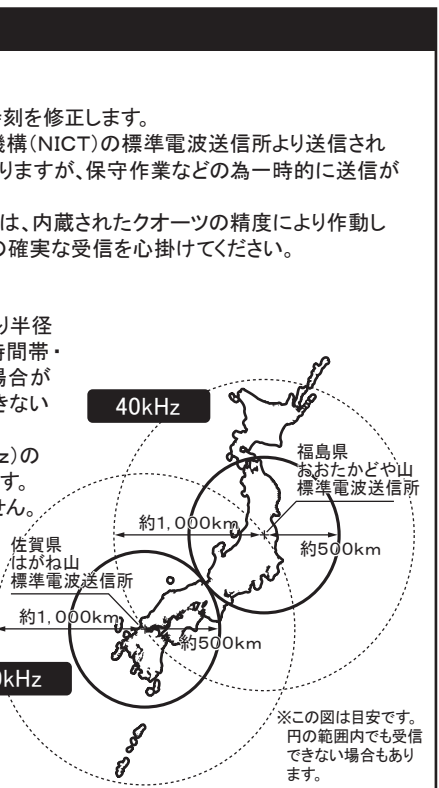 刻を修正します。
機構(NICT)の標準電波送信所より送信され
りますが、保守作業などの為一時的に送信が
は、内蔵されたクオーツの精度により作動し
の確実な受信を心掛けてください。
り半径
時間帯・
場合が
きない
z)の
す。
せん。
40kHz
福島県
おおたかどや山
標準電波送信所
約1,000km
約500km
佐賀県
はがね山
標準電波送信所
約1,000km
約500km
0kHz
※この図は目安です。
円の範囲内でも受信
できない場合もあり
ます。